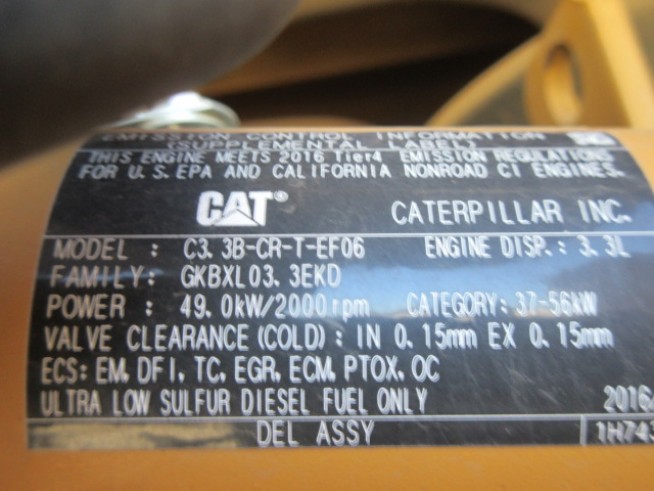 EMISSION CONTROL INFORMATION
(SUPPLEMENTAL LABEL)
THIS ENGINE MEETS 2016 Tier4 EMISSION REGULATIONS
FOR U.S. EPA AND CALIFORNIA NONROAD CI ENGINES.
CAT® CATERPILLAR INC.
MODEL : C3.3B-CR-T-EF06 ENGINE DISP.: 3.3L
FAMILY: GKBXL03.3EKD
POWER : 49.0kW/2000rpm CATEGORY: 37-56kW
VALVE CLEARANCE(COLD): IN 0.15mm EX 0.15mm
ECS: EM, DFI, TC, EGR, ECM, PTOX, OC
ULTRA LOW SULFUR DIESEL FUEL ONLY 2016/
DEL ASSY 1H743